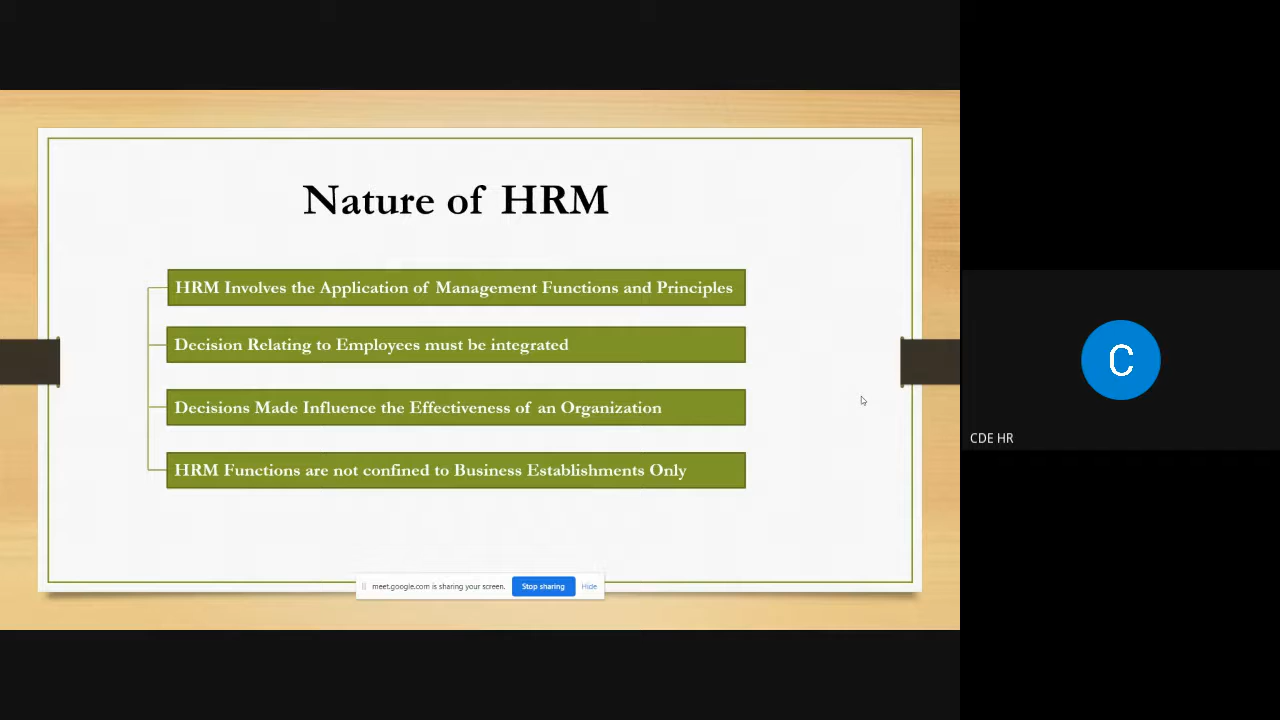 Nature of HRM
HRM Involves the Application of Management Functions and Principles
Decision Relating to Employees must be integrated
Decisions Made Influence the Effectiveness of an Organization
HRM Functions are not confined to Business Establishments Only
meet.google.com is sharing your screen. Stop sharing Hide
C
CDE HR